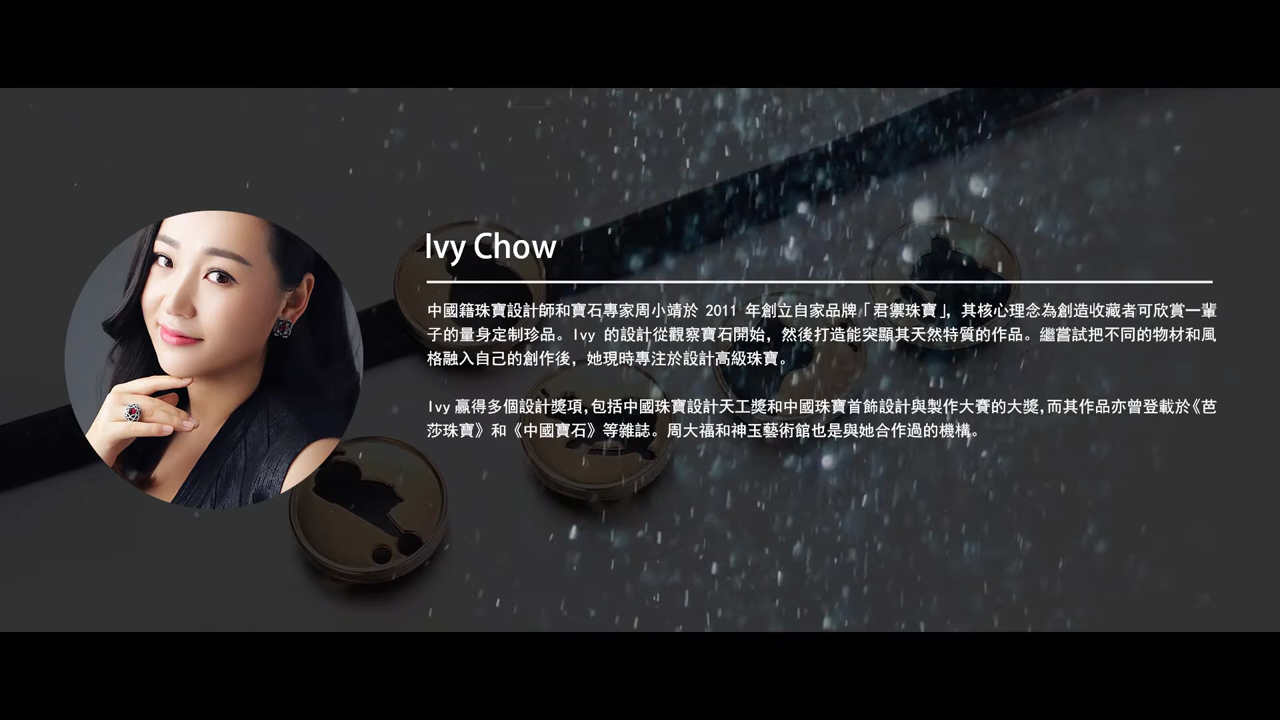 Ivy Chow
中國籍珠寶設計師和寶石專家周小靖於 2011 年創立自家品牌「君禦珠寶」，其核心理念為創造收藏者可欣賞一輩
子的量身定制珍品。Ivy 的設計從觀察寶石開始，然後打造能突顯其天然特質的作品。繼嘗試把不同的物材和風
格融入自己的創作後，她現時專注於設計高級珠寶。
Ivy 贏得多個設計獎項，包括中國珠寶設計天工獎和中國珠寶首飾設計與製作大賽的大獎，而其作品亦曾登載於《芭
莎珠寶》和《中國寶石》等雜誌。周大福和神玉藝術館也是與她合作過的機構。